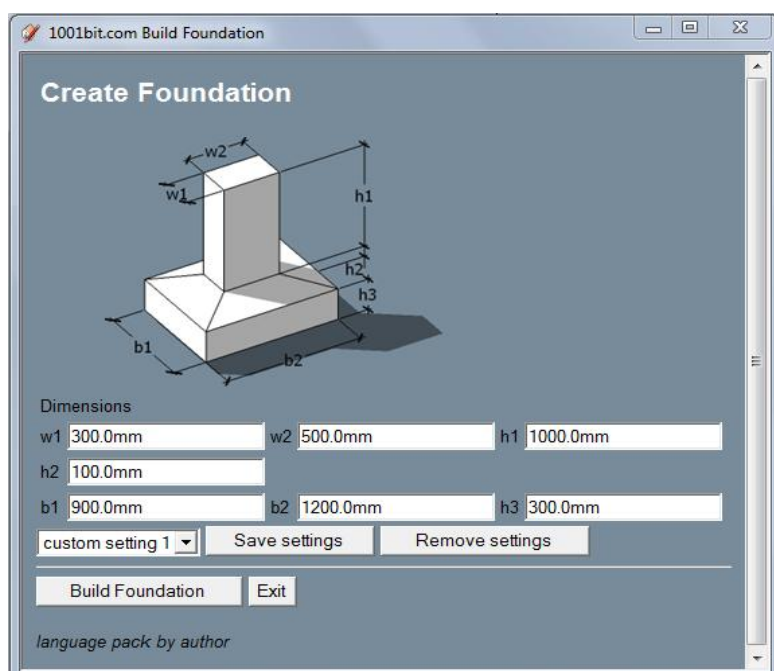 1001bit.com Build Foundation
Create Foundation
w2
w1
h1
h2
h3
b1
b2
Dimensions
w1 300.0mm w2 500.0mm h1 1000.0mm
h2 100.0mm
b1 900.0mm b2 1200.0mm h3 300.0mm
custom setting 1 Save settings Remove settings
Build Foundation Exit
language pack by author